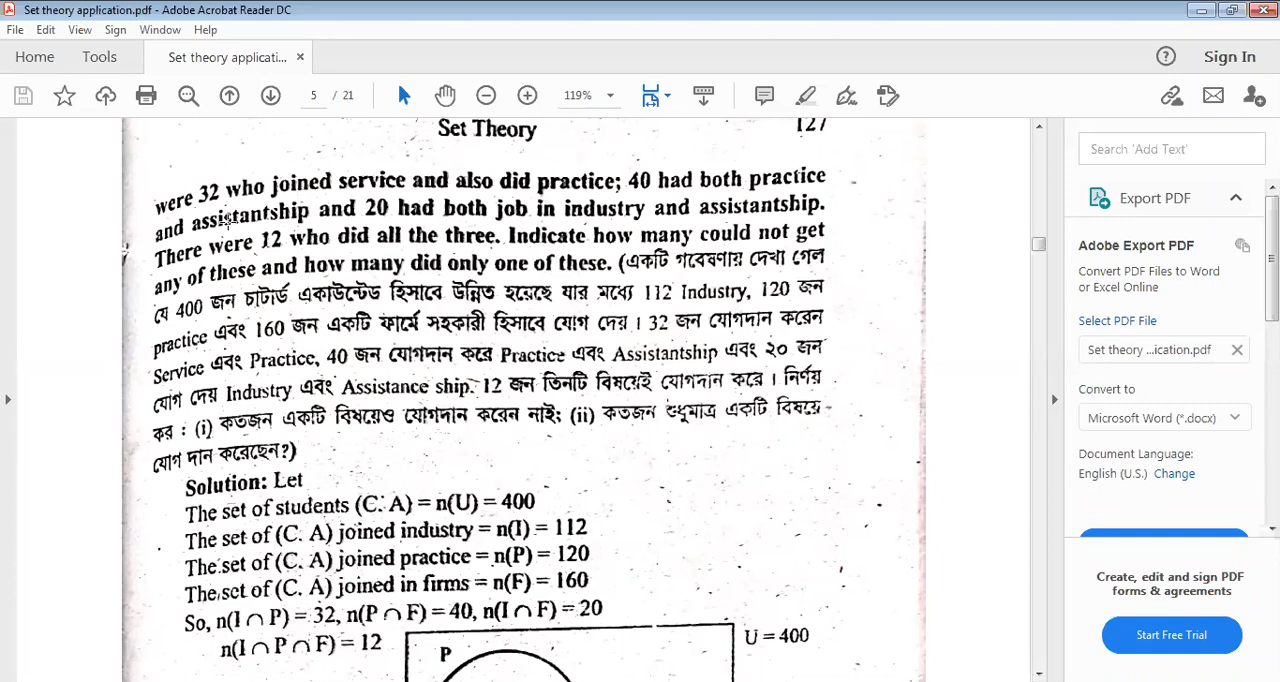 Set theory application.pdf - Adobe Acrobat Reader DC
File Edit View Sign Window Help
Home Tools Set theory applicati... × Sign In
5 / 21 119%
Set Theory 127
were 32 who joined service and also did practice; 40 had both practice
and assistantship and 20 had both job in industry and assistantship.
There were 12 who did all the three. Indicate how many could not get
any of these and how many did only one of these. (একটি গবেষণায় দেখা গেল
যে 400 জন চার্টার্ড একাউন্টেন্ড হিসাবে উন্নিত হয়েছে যার মধ্যে 112 Industry, 120 জন
practice এবং 160 জন একটি ফার্মে সহকারী হিসাবে যোগ দেয়। 32 জন যোগদান করেন
Service এবং Practice, 40 জন যোগদান করে Practice এবং Assistantship এবং ২০ জন
যোগ দেয় Industry এবং Assistance ship. 12 জন তিনটি বিষয়েই যোগদান করে। নির্ণয়
কর : (i) কতজন একটি বিষয়েও যোগদান করেন নাই; (ii) কতজন শুধুমাত্র একটি বিষয়ে
যোগ দান করেছেন?)
Solution: Let
The set of students (C. A) = n(U) = 400
The set of (C. A) joined industry = n(I) = 112
The set of (C. A) joined practice = n(P) = 120
The set of (C. A) joined in firms = n(F) = 160
So, n(I ∩ P) = 32, n(P ∩ F) = 40, n(I ∩ F) = 20
n(I ∩ P ∩ F) = 12
P
U = 400
Search 'Add Text'
Export PDF
Adobe Export PDF
Convert PDF Files to Word
or Excel Online
Select PDF File
Set theory ...ication.pdf ×
Convert to
Microsoft Word (*.docx)
Document Language:
English (U.S.) Change
Create, edit and sign PDF
forms & agreements
Start Free Trial